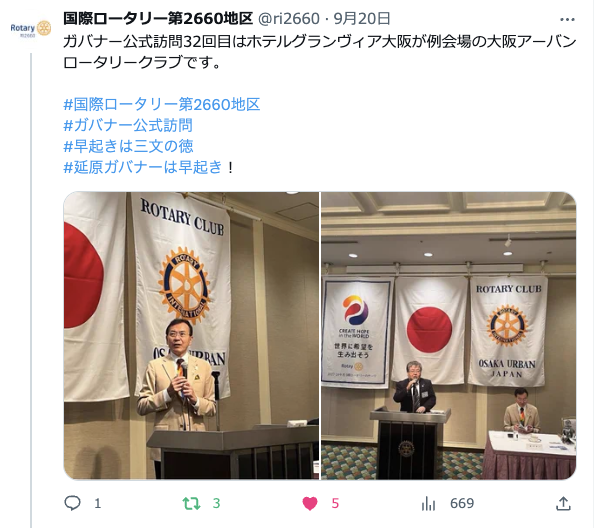 国際ロータリー第2660地区 @ri2660・9月20日
Rotary
ガバナー公式訪問32回目はホテルグランヴィア大阪が例会場の大阪アーバン
ロータリークラブです。
#国際ロータリー第2660地区
#ガバナー公式訪問
#早起きは三文の徳
#延原ガバナーは早起き！
ROTARY CLUB
ROTARY
INTERNATIONAL
OSAKA URBAN
CREATE HOPE
in the WORLD
世界に希望を
生み出そう
Rotary
ROTARY CLUB
OSAKA URBAN
JAPAN
1
3
5
669